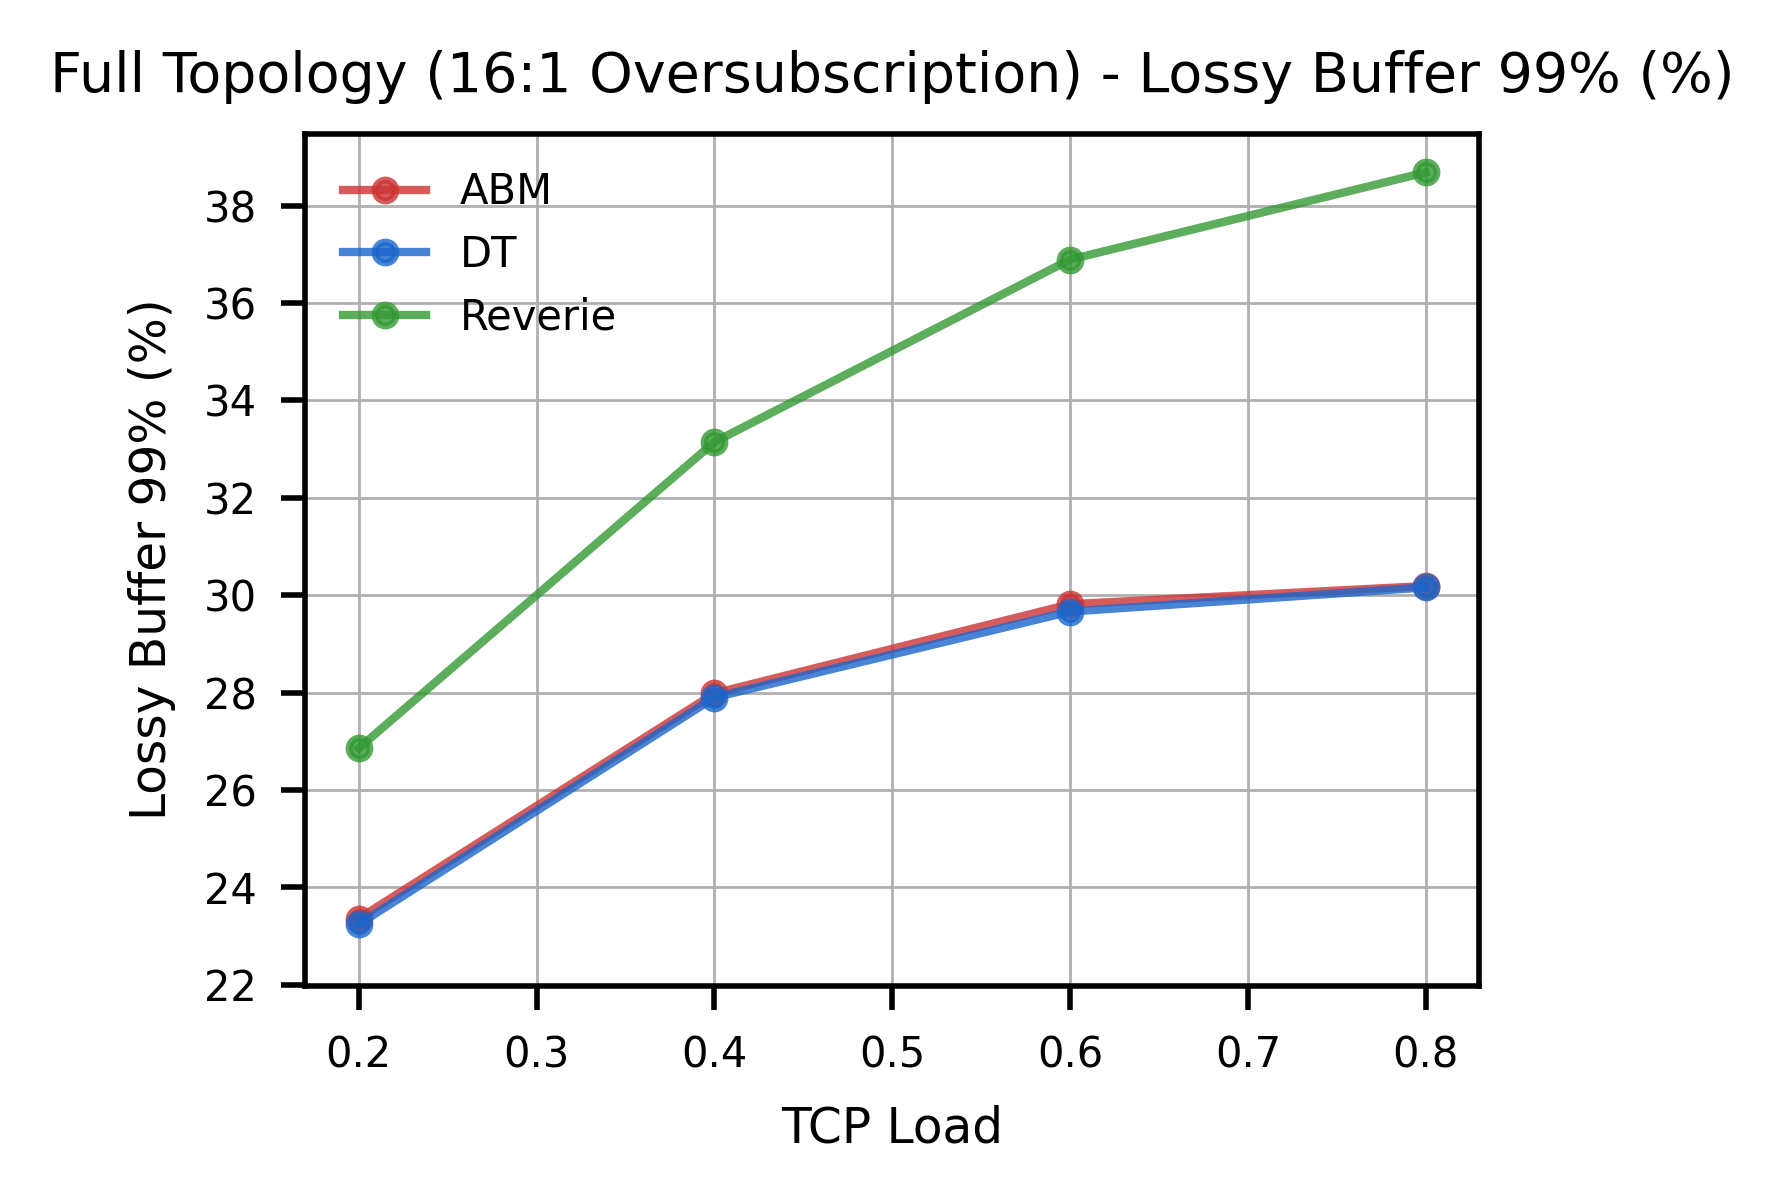 Full Topology (16:1 Oversubscription) - Lossy Buffer 99% (%)
ABM
DT
Reverie
Lossy Buffer 99% (%)
38
36
34
32
30
28
26
24
22
0.2 0.3 0.4 0.5 0.6 0.7 0.8
TCP Load